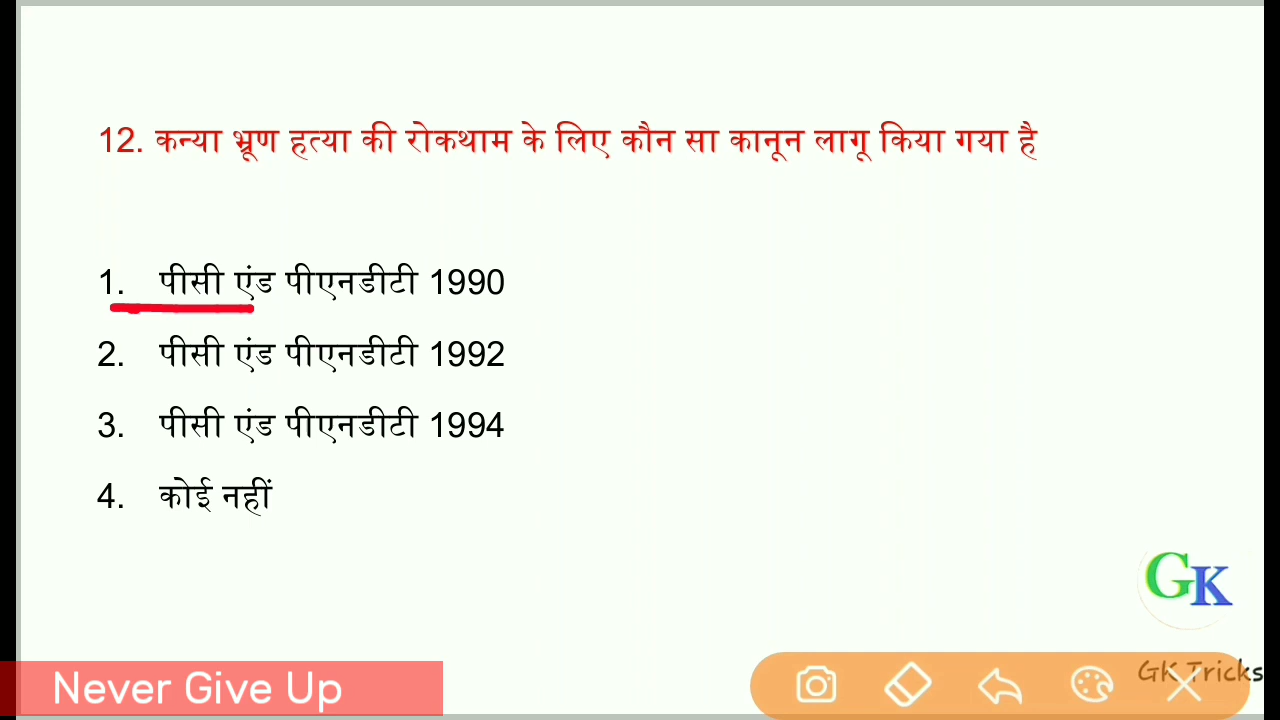 12. कन्या भ्रूण हत्या की रोकथाम के लिए कौन सा कानून लागू किया गया है
1. पीसी एंड पीएनडीटी 1990
2. पीसी एंड पीएनडीटी 1992
3. पीसी एंड पीएनडीटी 1994
4. कोई नहीं
GK
GK Tricks
Never Give Up